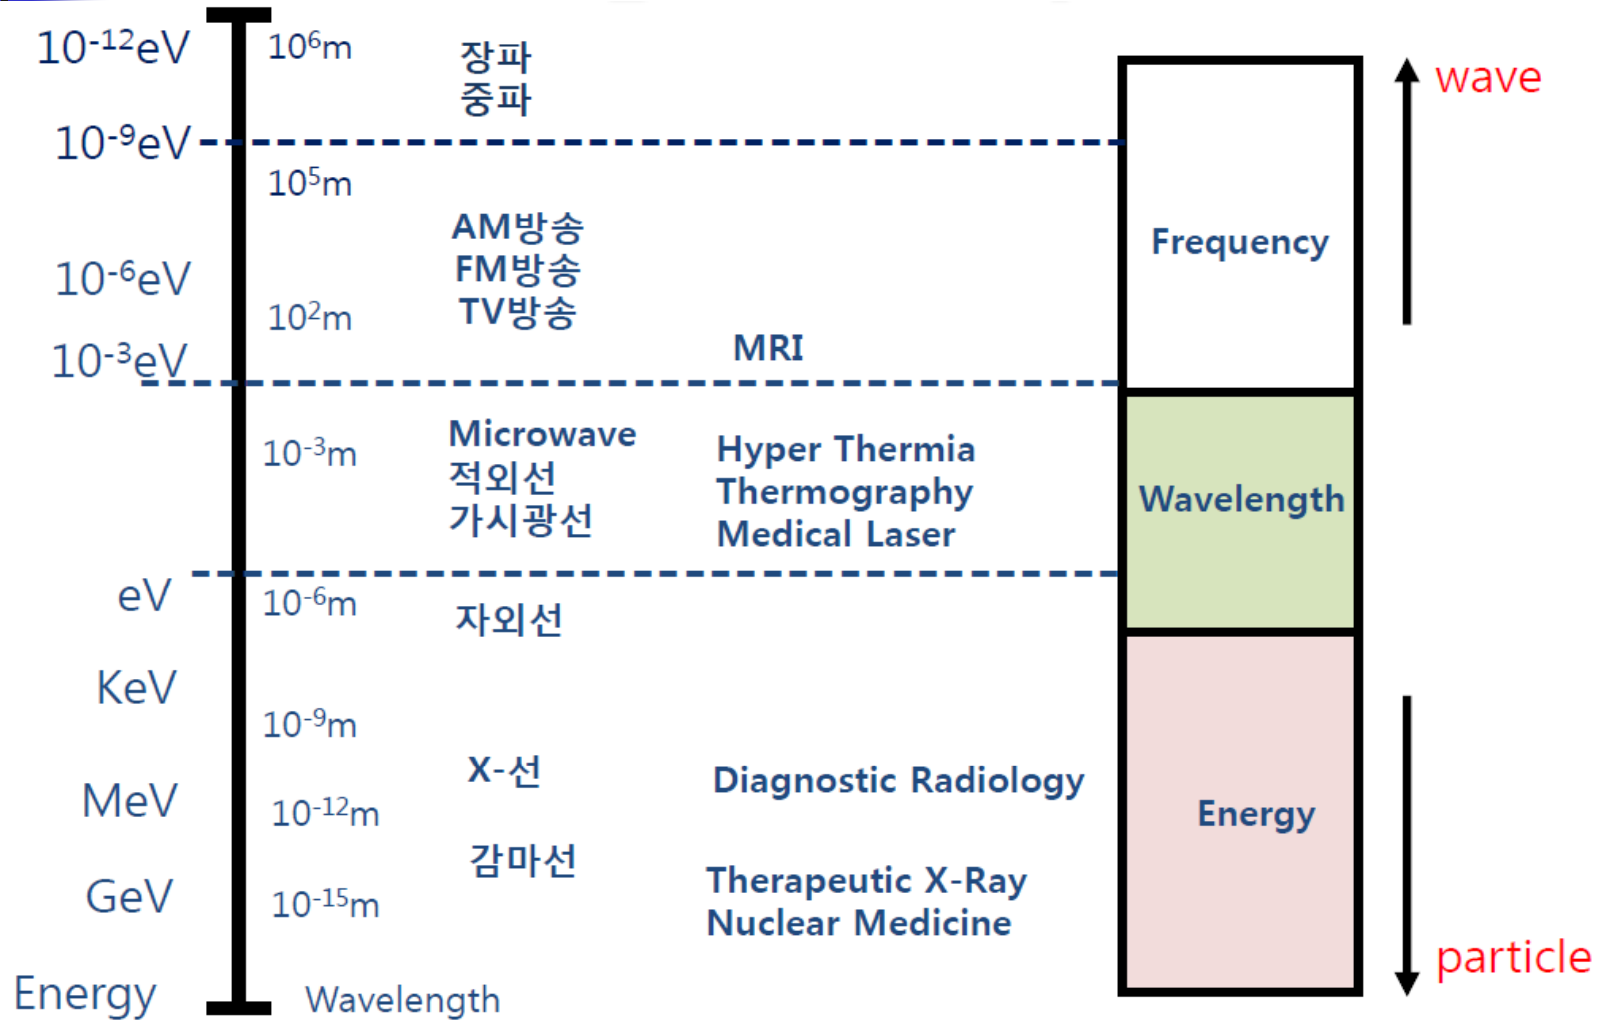 10⁻¹²eV
10⁶m
장파
중파
wave
10⁻⁹eV
10⁵m
AM방송
FM방송
TV방송
Frequency
10⁻⁶eV
10²m
MRI
10⁻³eV
10⁻³m
Microwave
적외선
가시광선
Hyper Thermia
Thermography
Medical Laser
Wavelength
eV
10⁻⁶m
자외선
KeV
10⁻⁹m
X-선
Diagnostic Radiology
MeV
10⁻¹²m
Energy
감마선
GeV
10⁻¹⁵m
Therapeutic X-Ray
Nuclear Medicine
particle
Energy
Wavelength